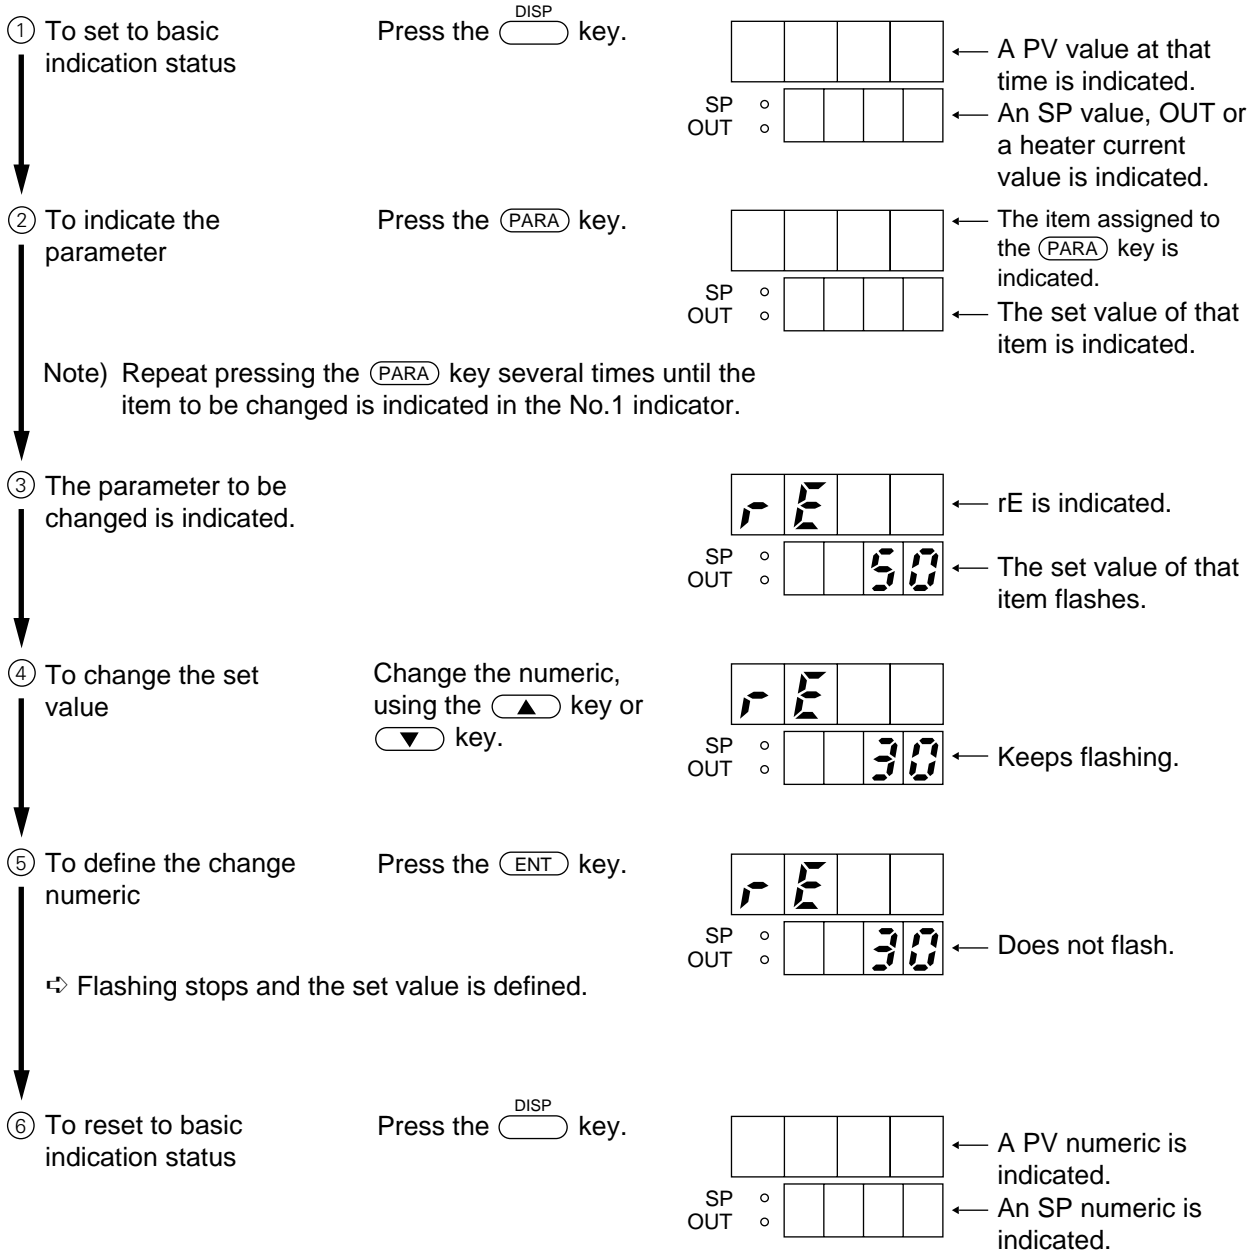 ① To set to basic
indication status
DISP
Press the key.
SP
OUT
← A PV value at that
time is indicated.
← An SP value, OUT or
a heater current
value is indicated.
② To indicate the
parameter
Press the PARA key.
SP
OUT
← The item assigned to
the PARA key is
indicated.
← The set value of that
item is indicated.
Note) Repeat pressing the PARA key several times until the
item to be changed is indicated in the No.1 indicator.
③ The parameter to be
changed is indicated.
rE
SP
OUT
50
← rE is indicated.
← The set value of that
item flashes.
④ To change the set
value
Change the numeric,
using the ▲ key or
▼ key.
rE
SP
OUT
30
← Keeps flashing.
⑤ To define the change
numeric
Press the ENT key.
rE
SP
OUT
30
← Does not flash.
➪ Flashing stops and the set value is defined.
⑥ To reset to basic
indication status
DISP
Press the key.
SP
OUT
← A PV numeric is
indicated.
← An SP numeric is
indicated.